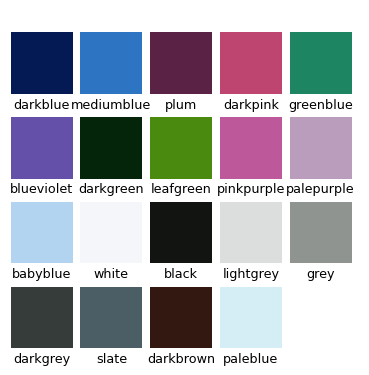 darkblue mediumblue plum darkpink greenblue
blueviolet darkgreen leafgreen pinkpurple palepurple
babyblue white black lightgrey grey
darkgrey slate darkbrown paleblue